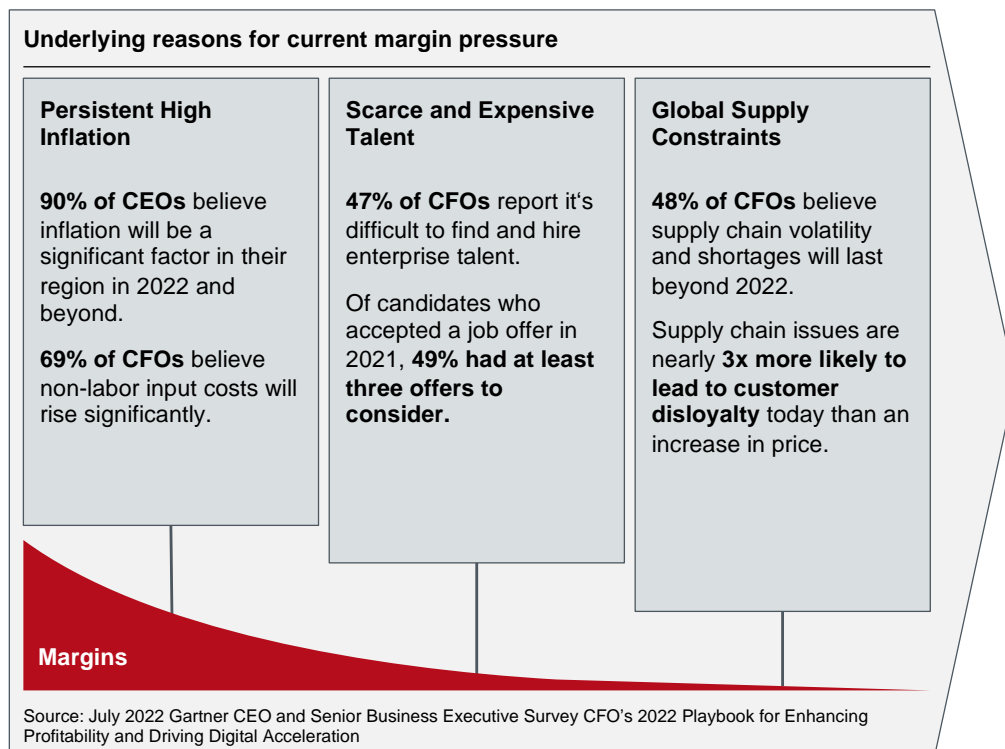 Underlying reasons for current margin pressure
Persistent High
Inflation
90% of CEOs believe
inflation will be a
significant factor in their
region in 2022 and
beyond.
69% of CFOs believe
non-labor input costs will
rise significantly.
Scarce and Expensive
Talent
47% of CFOs report it‘s
difficult to find and hire
enterprise talent.
Of candidates who
accepted a job offer in
2021, 49% had at least
three offers to
consider.
Global Supply
Constraints
48% of CFOs believe
supply chain volatility
and shortages will last
beyond 2022.
Supply chain issues are
nearly 3x more likely to
lead to customer
disloyalty today than an
increase in price.
Margins
Source: July 2022 Gartner CEO and Senior Business Executive Survey CFO’s 2022 Playbook for Enhancing
Profitability and Driving Digital Acceleration